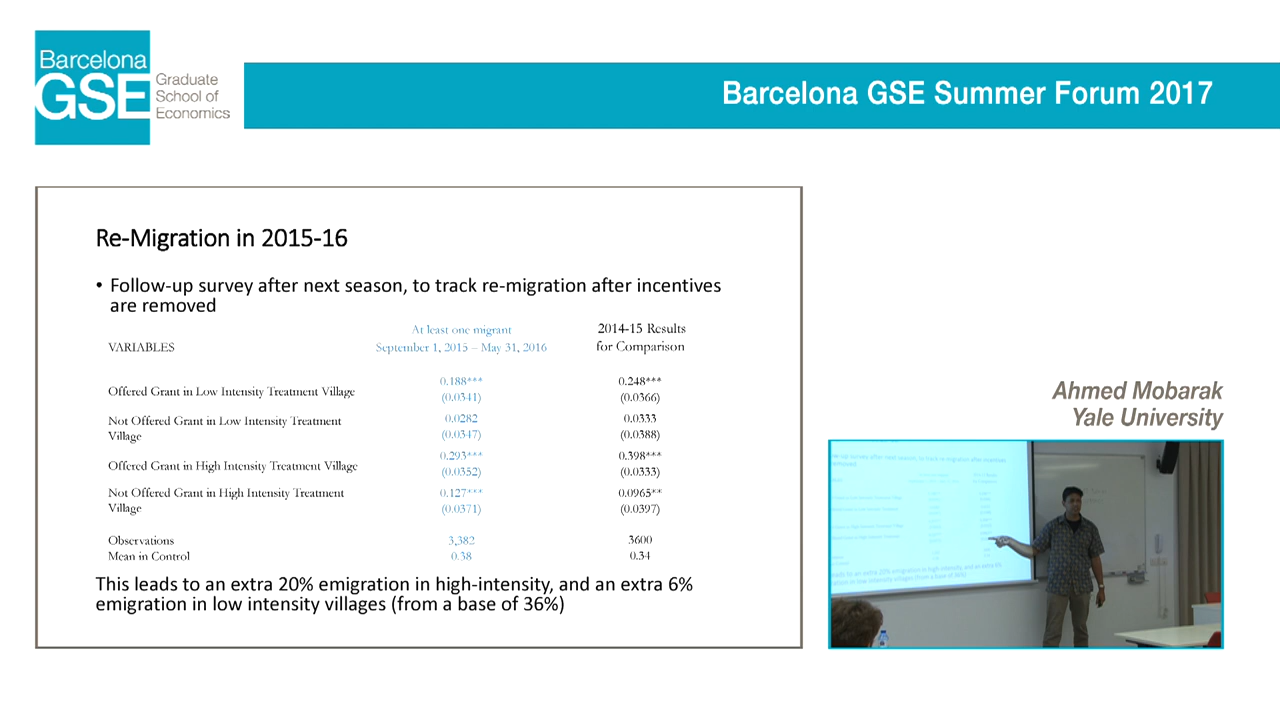 Barcelona
GSE
Graduate
School of
Economics
Barcelona GSE Summer Forum 2017
Re-Migration in 2015-16
• Follow-up survey after next season, to track re-migration after incentives
are removed
At least one migrant 2014-15 Results
VARIABLES September 1, 2015 – May 31, 2016 for Comparison
0.188*** 0.248***
Offered Grant in Low Intensity Treatment Village
(0.0341) (0.0366)
Not Offered Grant in Low Intensity Treatment 0.0282 0.0333
Village (0.0347) (0.0388)
0.293*** 0.398***
Offered Grant in High Intensity Treatment Village
(0.0352) (0.0333)
Not Offered Grant in High Intensity Treatment 0.127*** 0.0965**
Village (0.0371) (0.0397)
Observations 3,382 3600
Mean in Control 0.38 0.34
This leads to an extra 20% emigration in high-intensity, and an extra 6%
emigration in low intensity villages (from a base of 36%)
Ahmed Mobarak
Yale University